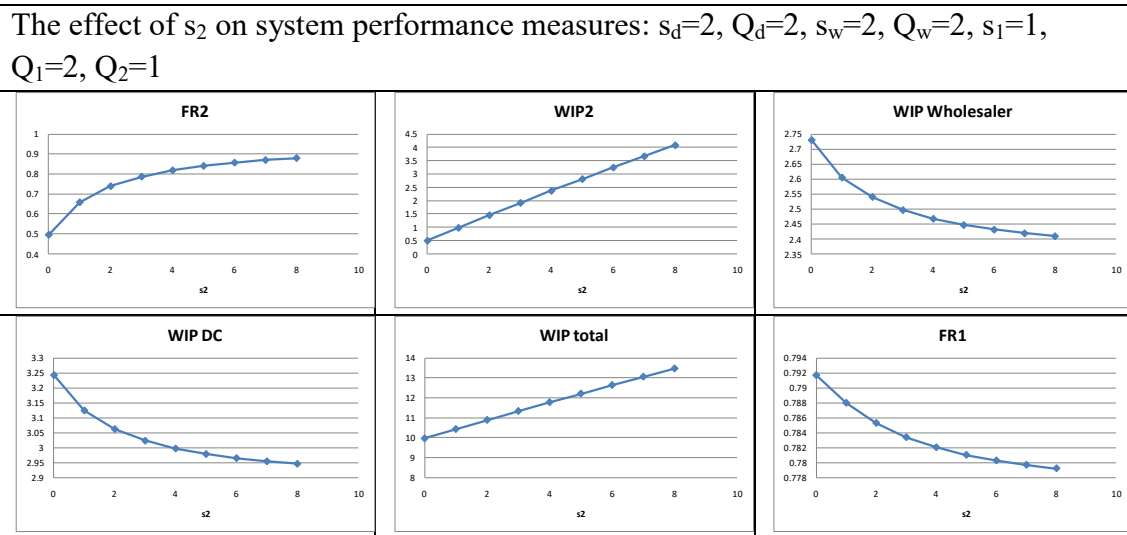 The effect of s2 on system performance measures: sd=2, Qd=2, sw=2, Qw=2, s1=1,
Q1=2, Q2=1
FR2
1
0.9
0.8
0.7
0.6
0.5
0.4
0 2 4 6 8 10
s2
WIP2
4.5
4
3.5
3
2.5
2
1.5
1
0.5
0
0 2 4 6 8 10
s2
WIP Wholesaler
2.75
2.7
2.65
2.6
2.55
2.5
2.45
2.4
2.35
0 2 4 6 8 10
s2
WIP DC
3.3
3.25
3.2
3.15
3.1
3.05
3
2.95
2.9
0 2 4 6 8 10
s2
WIP total
14
13
12
11
10
9
8
0 2 4 6 8 10
s2
FR1
0.794
0.792
0.79
0.788
0.786
0.784
0.782
0.78
0.778
0 2 4 6 8 10
s2